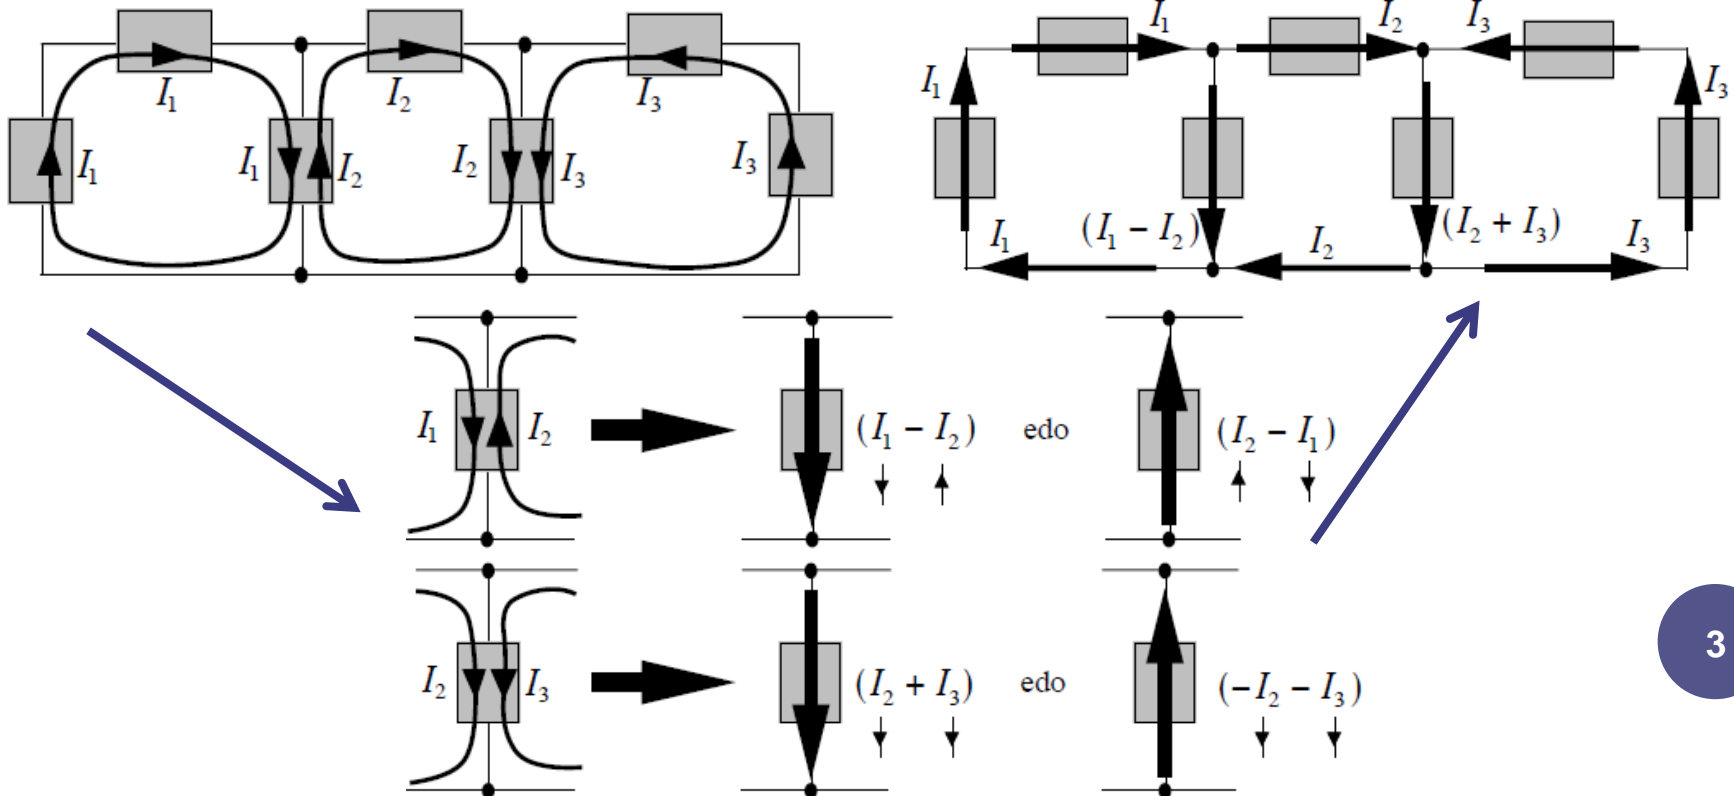 I₁ I₂ I₃
I₁ I₁ I₂ I₂ I₃ I₃
I₁ I₂ I₃
I₁ I₃
(I₁ − I₂) (I₂ + I₃)
I₁ I₂ I₃
I₁ I₂ (I₁ − I₂) edo (I₂ − I₁)
I₂ I₃ (I₂ + I₃) edo (−I₂ − I₃)
3